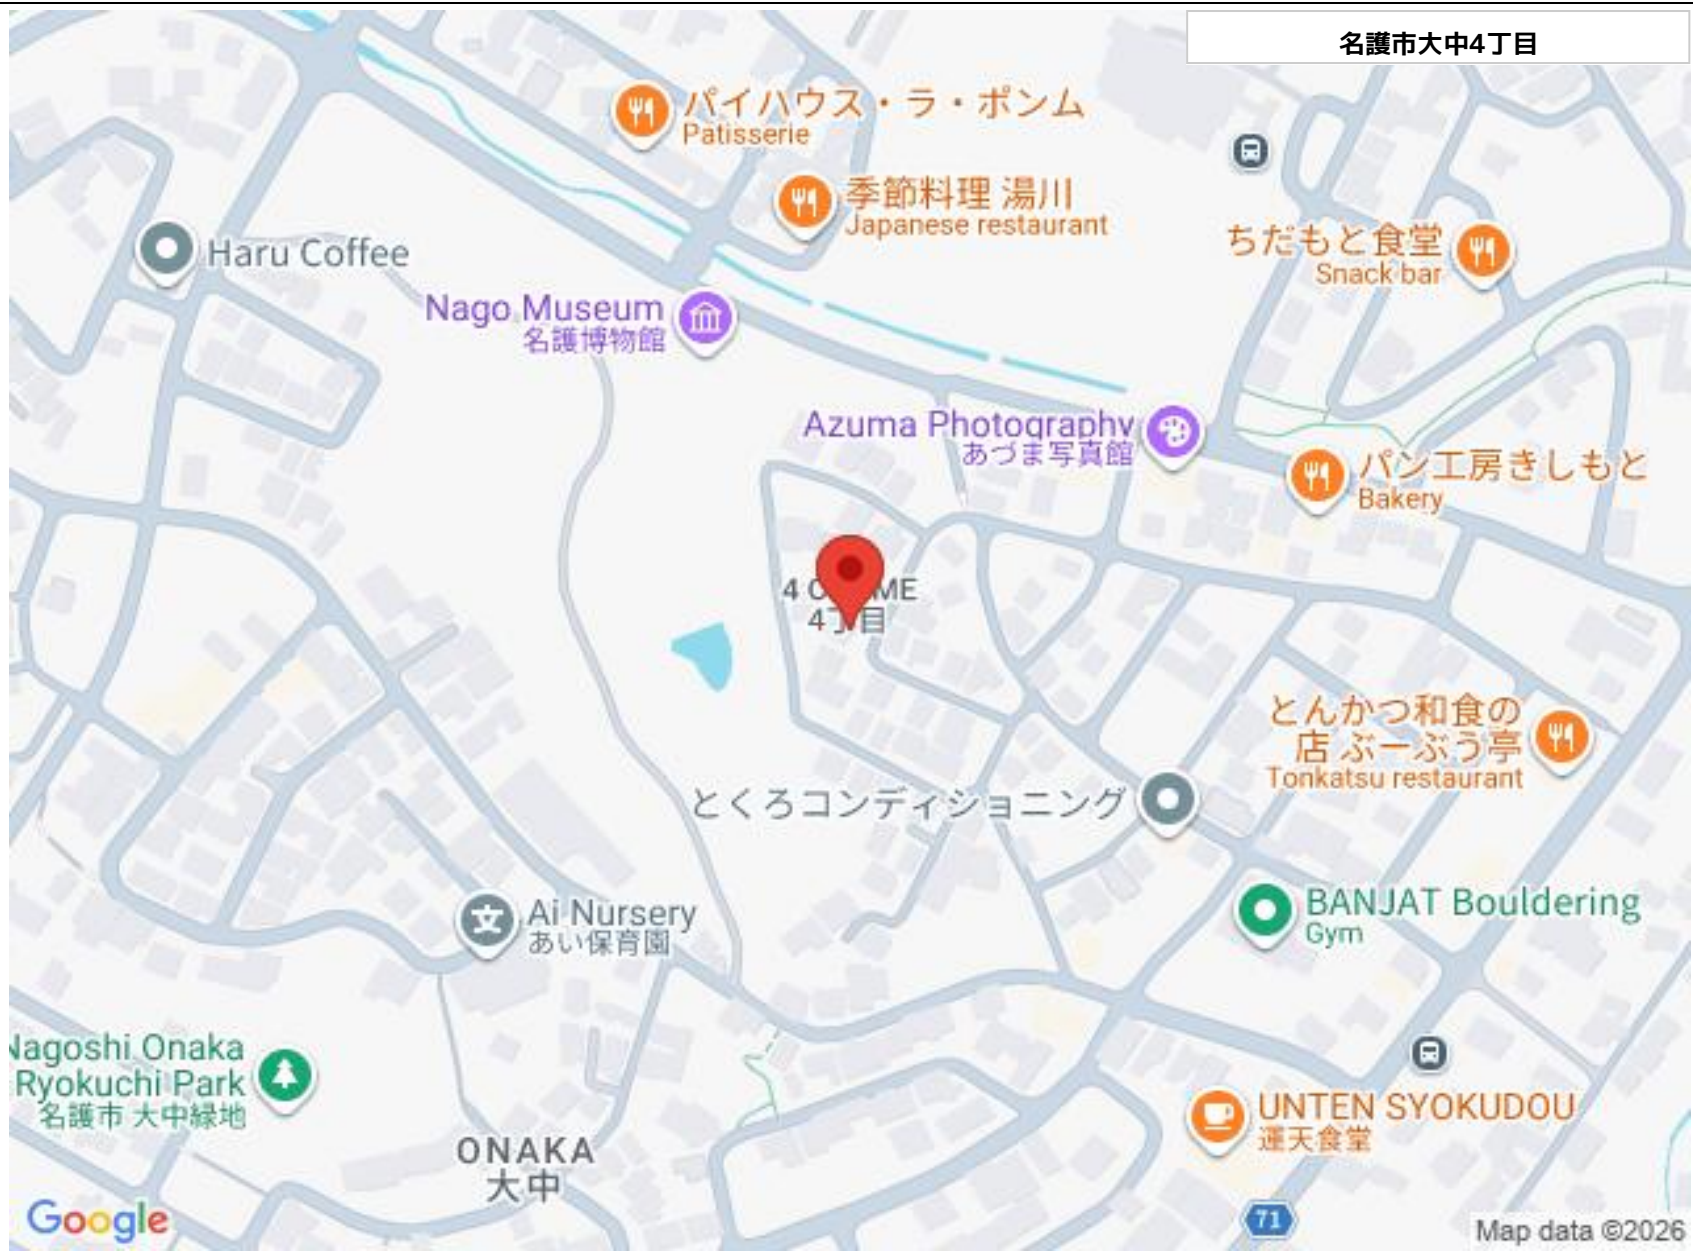 名護市大中4丁目
パイハウス・ラ・ポンム
Patisserie
季節料理 湯川
Japanese restaurant
ちだもと食堂
Snack bar
Haru Coffee
Nago Museum
名護博物館
Azuma Photography
あづま写真館
パン工房きしもと
Bakery
4丁目
とんかつ和食の
店 ぶーぶう亭
Tonkatsu restaurant
とくろコンディショニング
Ai Nursery
あい保育園
BANJAT Bouldering
Gym
Nagoshi Onaka
Ryokuchi Park
名護市 大中緑地
UNTEN SYOKUDOU
運天食堂
ONAKA
大中
71
Google
Map data ©2026